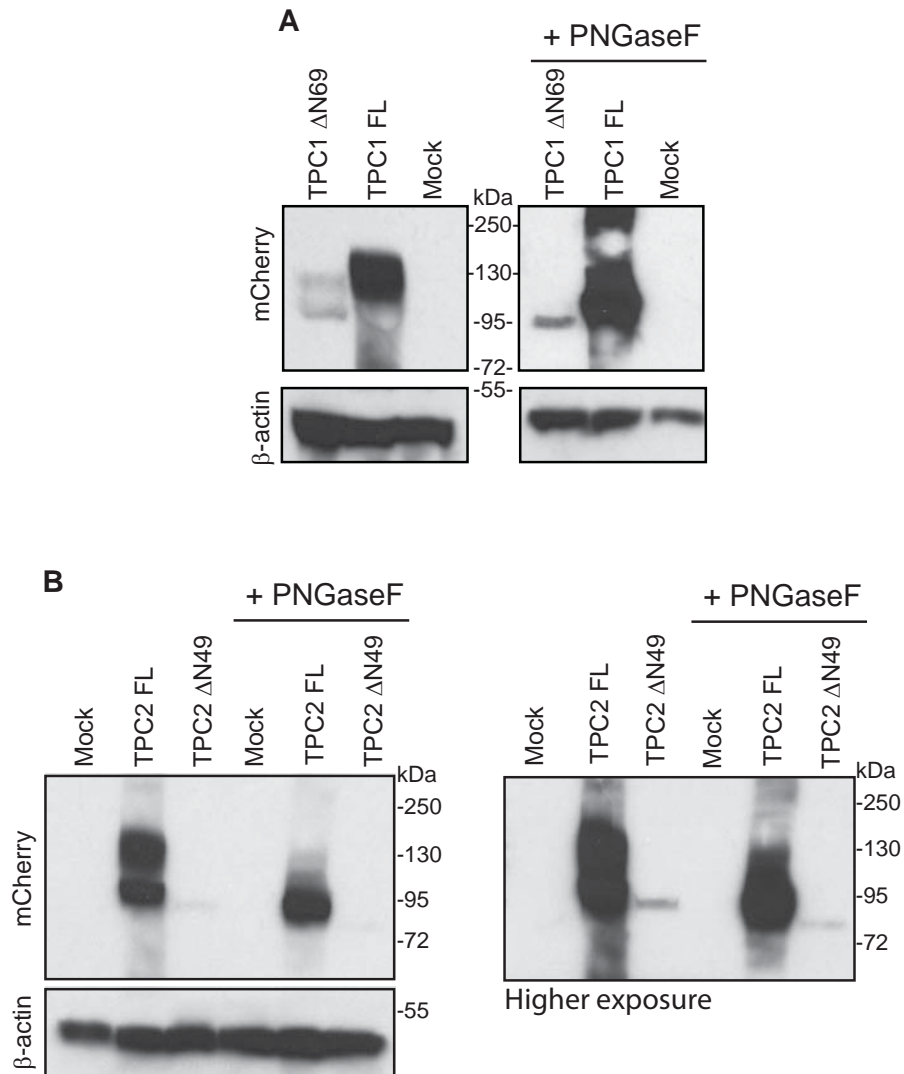 A
+ PNGaseF
TPC1 ΔN69
TPC1 FL
Mock
TPC1 ΔN69
TPC1 FL
Mock
kDa
mCherry
-250-
-130-
-95-
-72-
-55-
β-actin
B
+ PNGaseF
Mock
TPC2 FL
TPC2 ΔN49
Mock
TPC2 FL
TPC2 ΔN49
kDa
mCherry
-250
-130
-95
-72
-55
β-actin
+ PNGaseF
Mock
TPC2 FL
TPC2 ΔN49
Mock
TPC2 FL
TPC2 ΔN49
kDa
-250
-130
-95
-72
Higher exposure